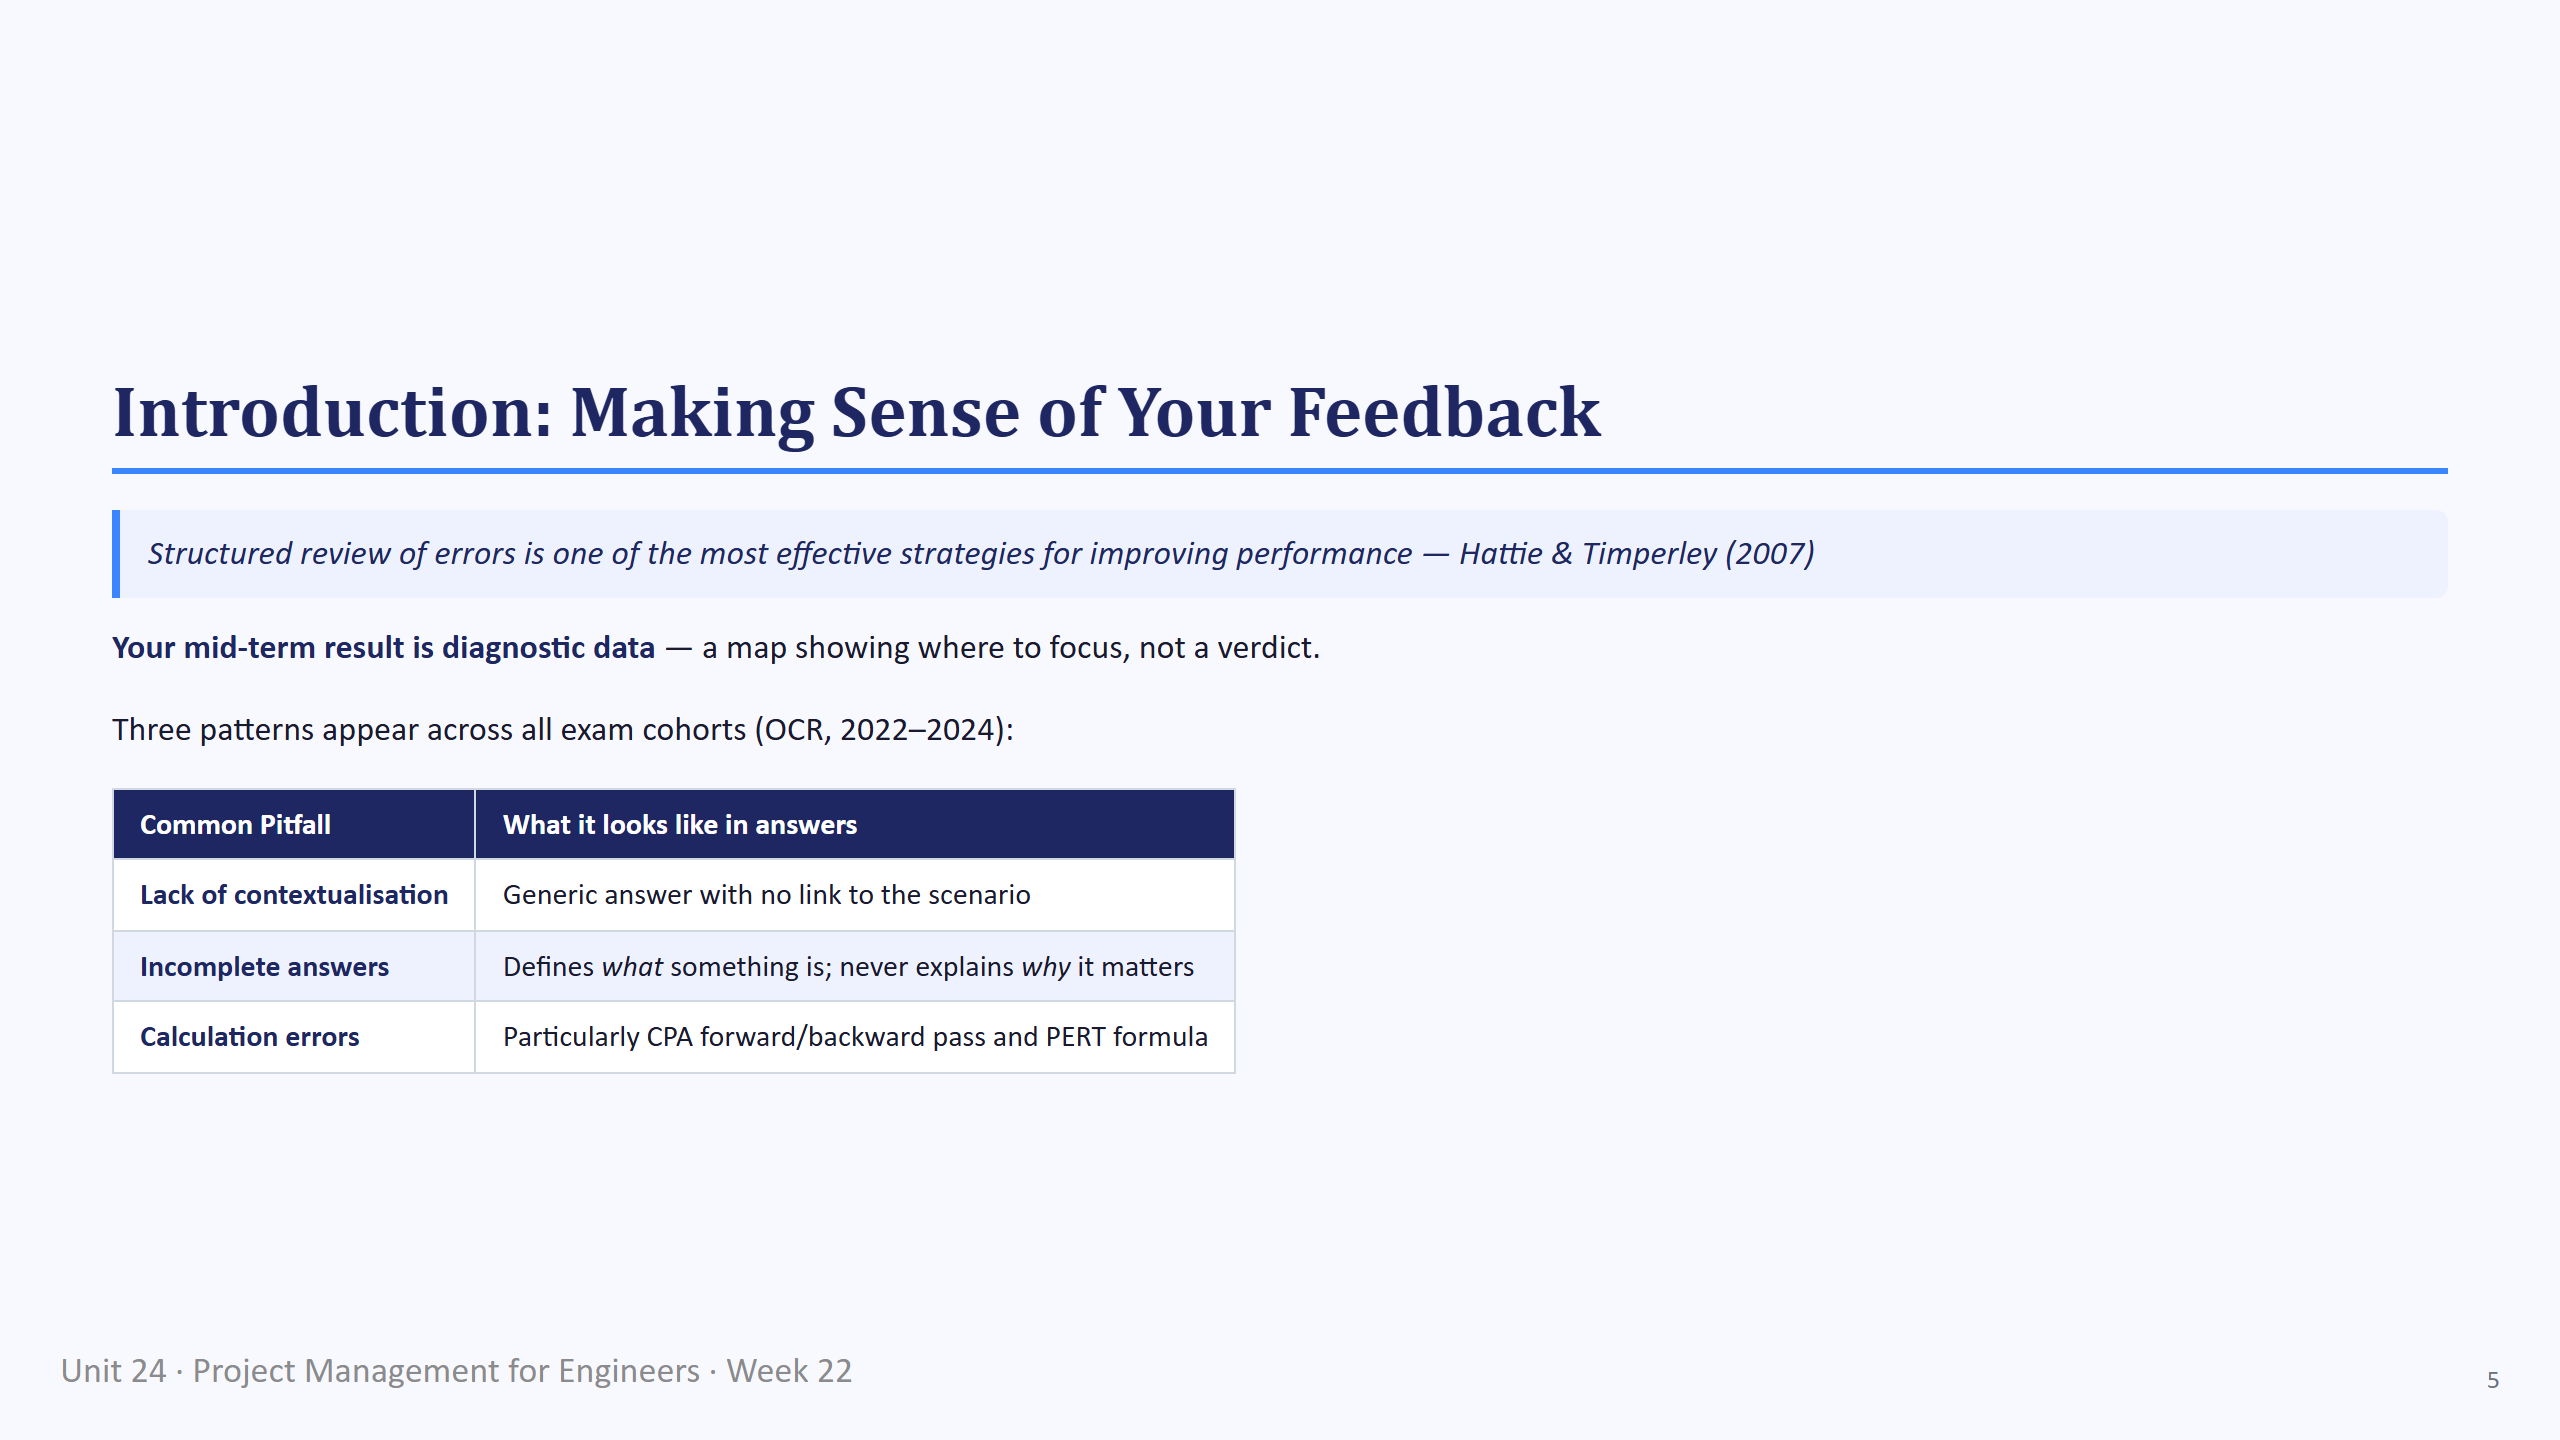 Introduction: Making Sense of Your Feedback
Structured review of errors is one of the most effective strategies for improving performance — Hattie & Timperley (2007)
Your mid-term result is diagnostic data — a map showing where to focus, not a verdict.
Three patterns appear across all exam cohorts (OCR, 2022–2024):
Common Pitfall What it looks like in answers
Lack of contextualisation Generic answer with no link to the scenario
Incomplete answers Defines what something is; never explains why it matters
Calculation errors Particularly CPA forward/backward pass and PERT formula
Unit 24 · Project Management for Engineers · Week 22
5